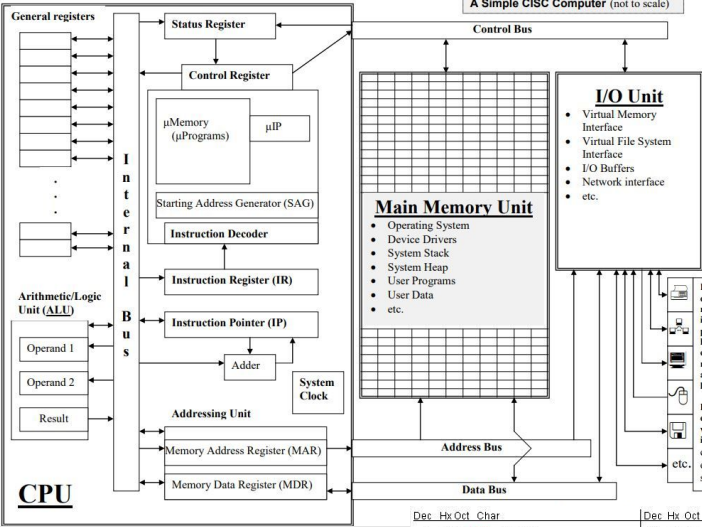 A Simple CISC Computer (not to scale)
General registers
Status Register
Control Bus
Control Register
μMemory
(μPrograms)
μIP
Starting Address Generator (SAG)
Instruction Decoder
Instruction Register (IR)
Internal Bus
Arithmetic/Logic
Unit (ALU)
Instruction Pointer (IP)
Operand 1
Adder
Operand 2
System
Clock
Result
Addressing Unit
Memory Address Register (MAR)
Memory Data Register (MDR)
CPU
Main Memory Unit
• Operating System
• Device Drivers
• System Stack
• System Heap
• User Programs
• User Data
• etc.
I/O Unit
• Virtual Memory
Interface
• Virtual File System
Interface
• I/O Buffers
• Network interface
• etc.
etc.
Address Bus
Data Bus
Dec Hx Oct Char
Dec Hx Oct